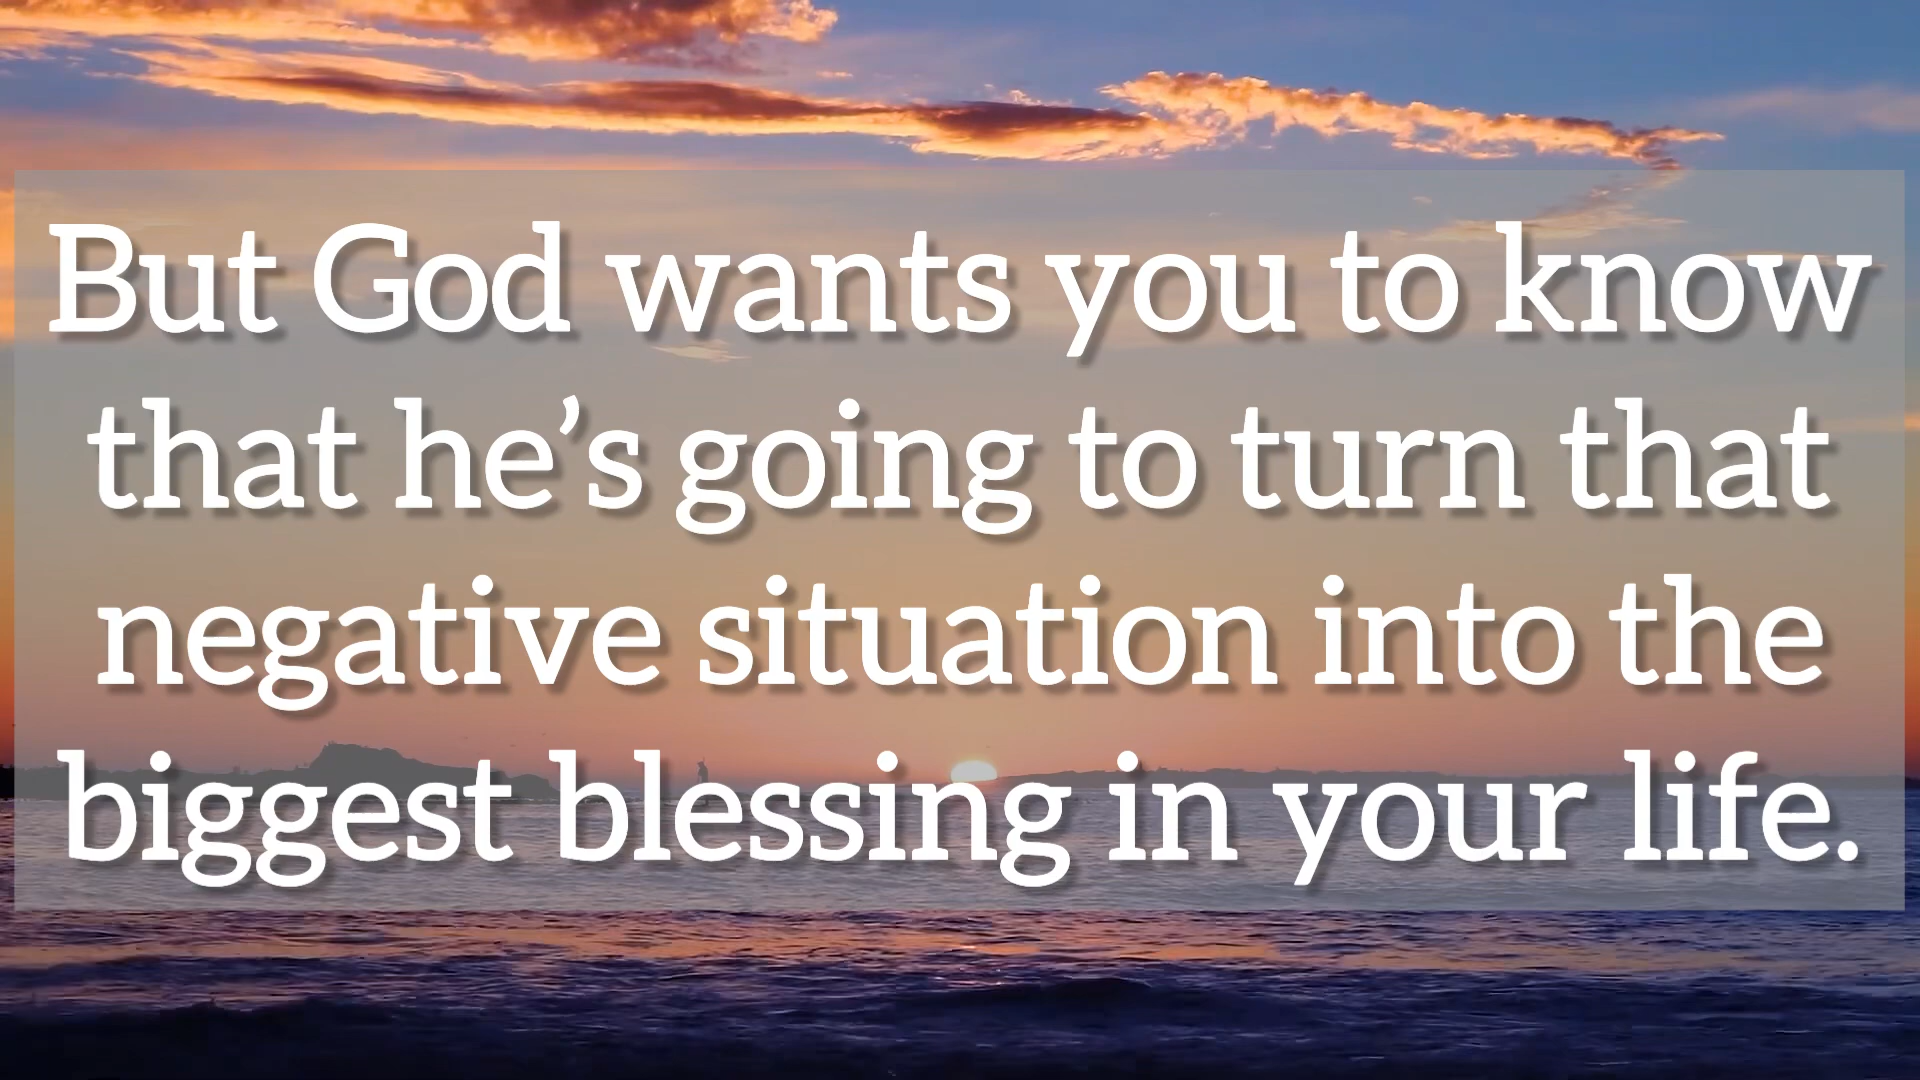 But God wants you to know
that he’s going to turn that
negative situation into the
biggest blessing in your life.